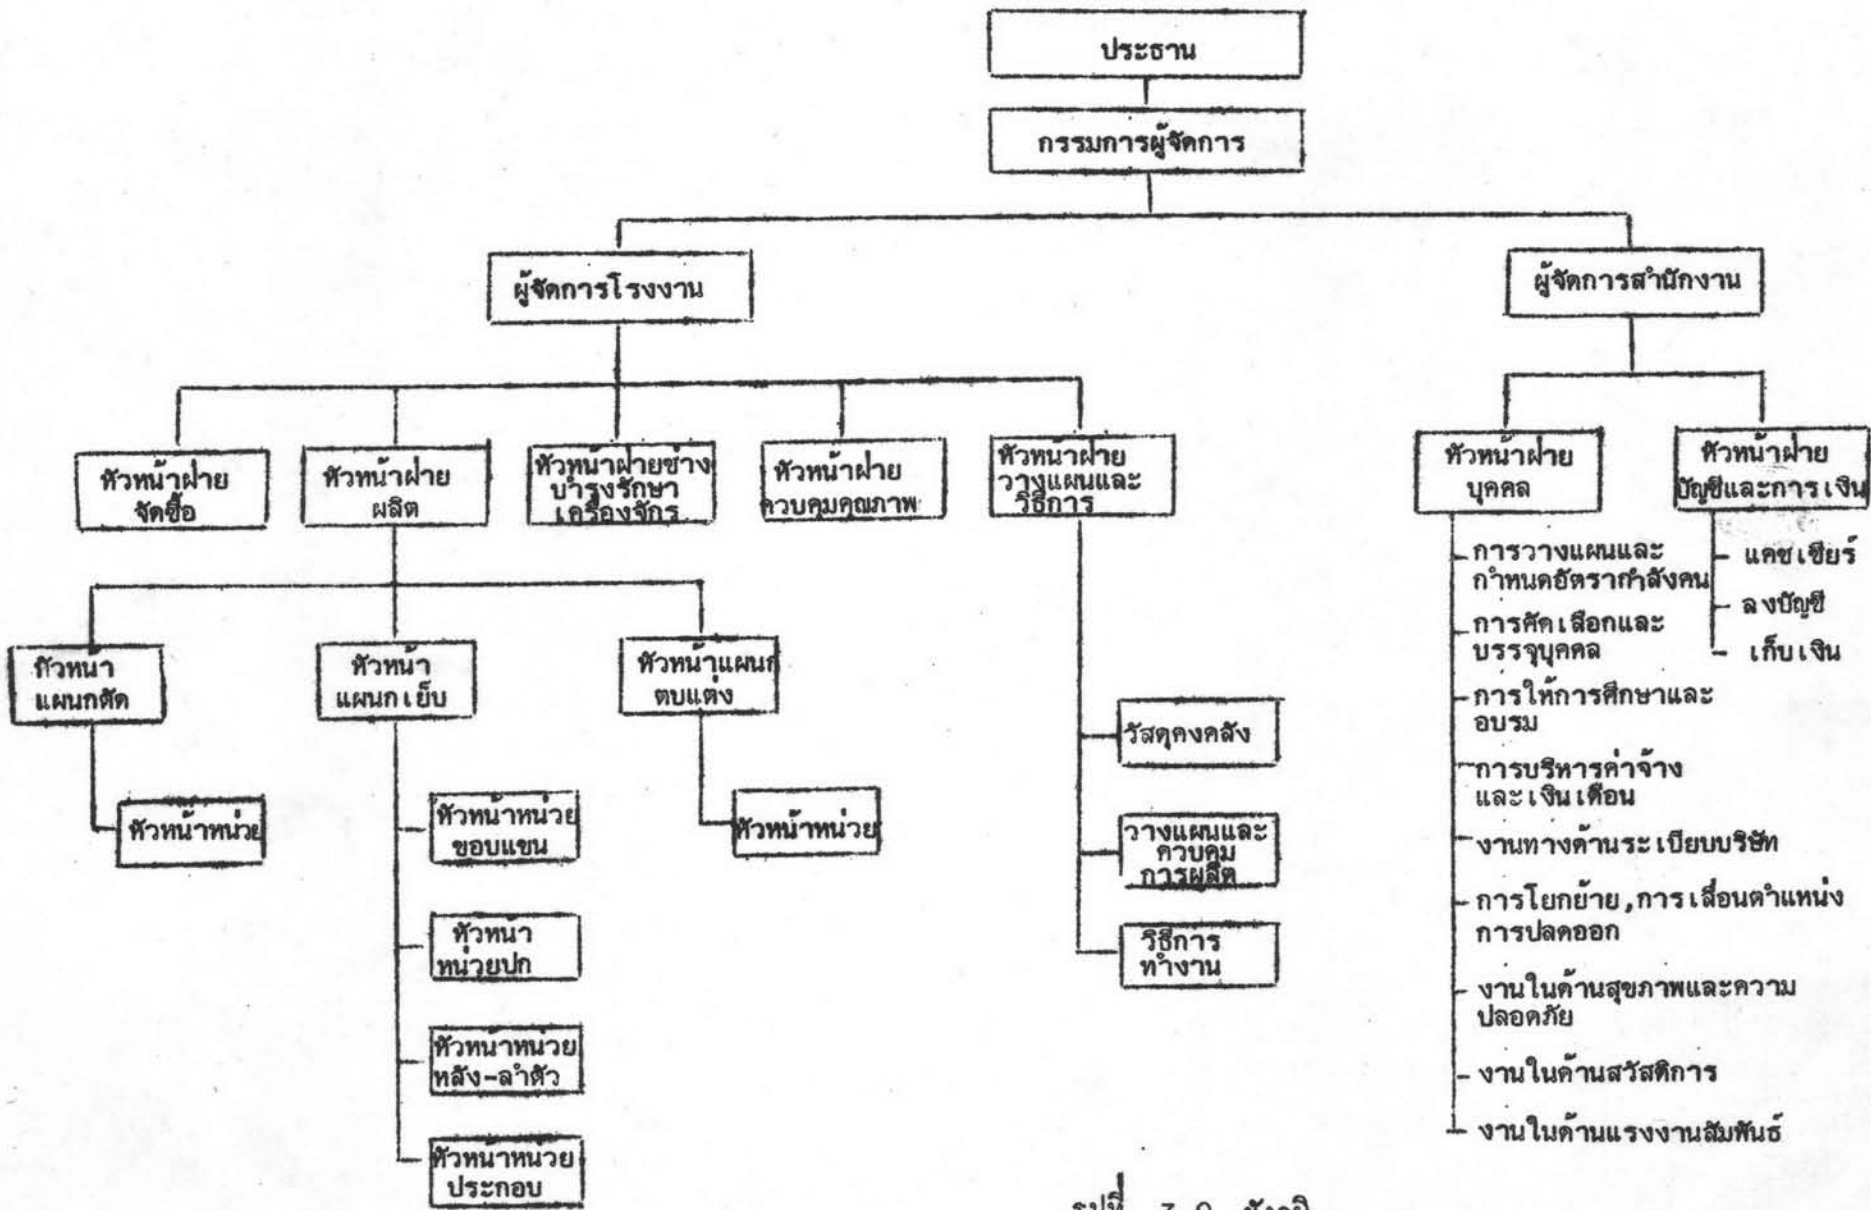 ประธาน
กรรมการผู้จัดการ
ผู้จัดการโรงงาน
ผู้จัดการสำนักงาน
หัวหน้าฝ่าย
จัดซื้อ
หัวหน้าฝ่าย
ผลิต
หัวหน้าฝ่ายช่าง
บำรุงรักษา
เครื่องจักร
หัวหน้าฝ่าย
ควบคุมคุณภาพ
หัวหน้าฝ่าย
วางแผนและ
วิธีการ
หัวหน้าฝ่าย
บุคคล
หัวหน้าฝ่าย
บัญชีและการเงิน
หัวหน้า
แผนกตัด
หัวหน้า
แผนกเย็บ
หัวหน้าแผนก
ตบแต่ง
หัวหน้าหน่วย
หัวหน้าหน่วย
ขอบแขน
หัวหน้า
หน่วยปก
หัวหน้าหน่วย
หลัง-ลำตัว
หัวหน้าหน่วย
ประกอบ
หัวหน้าหน่วย
วัสดุคงคลัง
วางแผนและ
ควบคุม
การผลิต
วิธีการ
ทำงาน
การวางแผนและ
กำหนดอัตรากำลังคน
การคัดเลือกและ
บรรจุบุคคล
การให้การศึกษาและ
อบรม
การบริหารค่าจ้าง
และเงินเดือน
งานทางด้านระเบียบบริษัท
การโยกย้าย,การเลื่อนตำแหน่ง
การปลดออก
งานในด้านสุขภาพและความ
ปลอดภัย
งานในด้านสวัสดิการ
งานในด้านแรงงานสัมพันธ์
แคชเชียร์
ลงบัญชี
เก็บเงิน
รูปที่